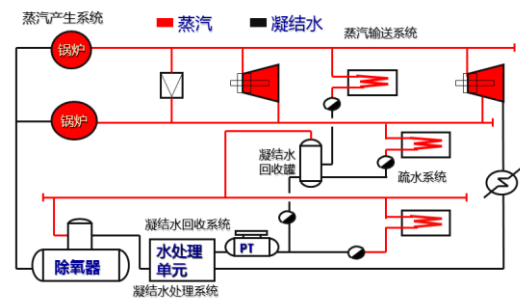 蒸汽产生系统
蒸汽
凝结水
蒸汽输送系统
锅炉
锅炉
凝结水
回收罐
疏水系统
凝结水回收系统
水处理
单元
PT
除氧器
凝结水处理系统